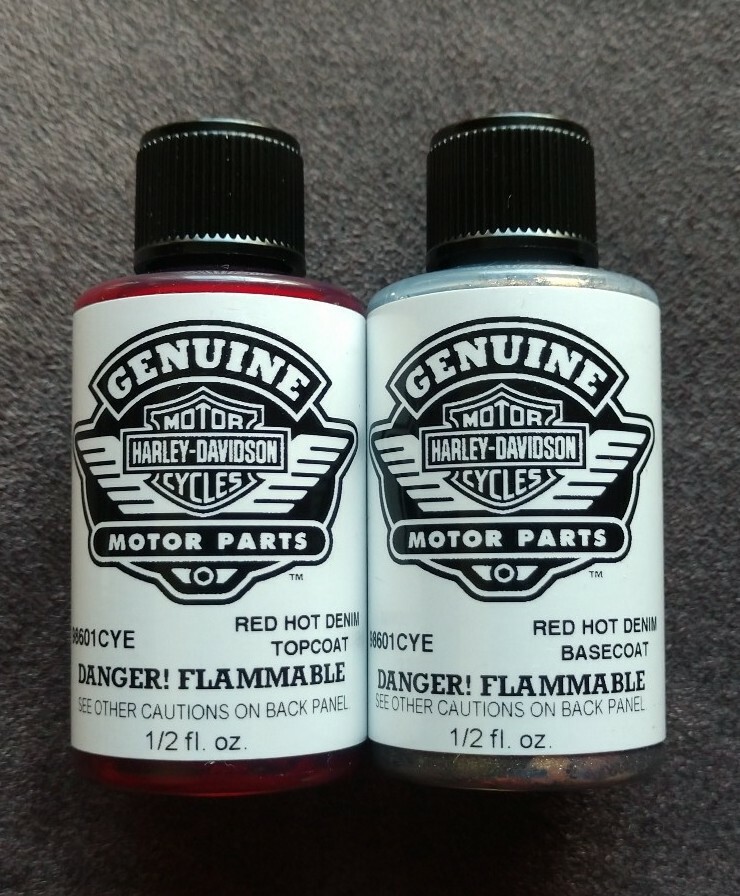 GENUINE
MOTOR
HARLEY-DAVIDSON
CYCLES
MOTOR PARTS
TM
98601CYE
RED HOT DENIM
TOPCOAT
DANGER! FLAMMABLE
SEE OTHER CAUTIONS ON BACK PANEL
1/2 fl. oz.
GENUINE
MOTOR
HARLEY-DAVIDSON
CYCLES
MOTOR PARTS
TM
98601CYE
RED HOT DENIM
BASECOAT
DANGER! FLAMMABLE
SEE OTHER CAUTIONS ON BACK PANEL
1/2 fl. oz.